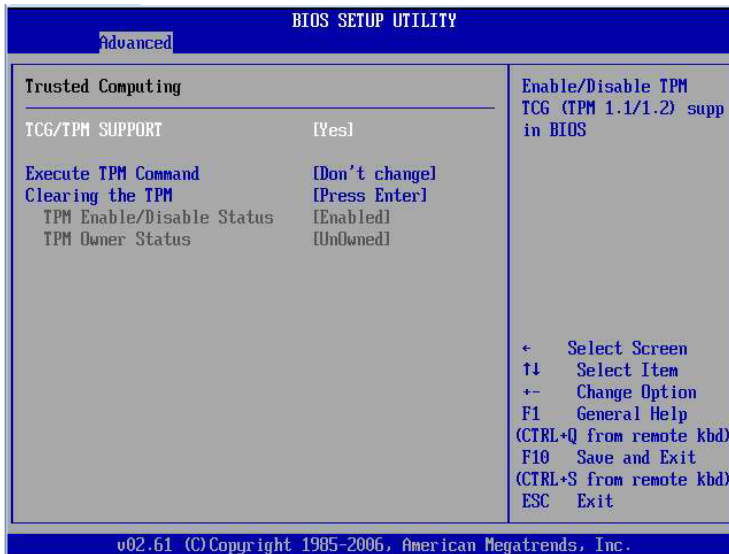 BIOS SETUP UTILITY
Advanced
Trusted Computing
TCG/TPM SUPPORT [Yes]
Execute TPM Command [Don't change]
Clearing the TPM [Press Enter]
TPM Enable/Disable Status [Enabled]
TPM Owner Status [UnOwned]
Enable/Disable TPM
TCG (TPM 1.1/1.2) supp
in BIOS
← Select Screen
↑↓ Select Item
+- Change Option
F1 General Help
(CTRL+Q from remote kbd)
F10 Save and Exit
(CTRL+S from remote kbd)
ESC Exit
v02.61 (C)Copyright 1985-2006, American Megatrends, Inc.